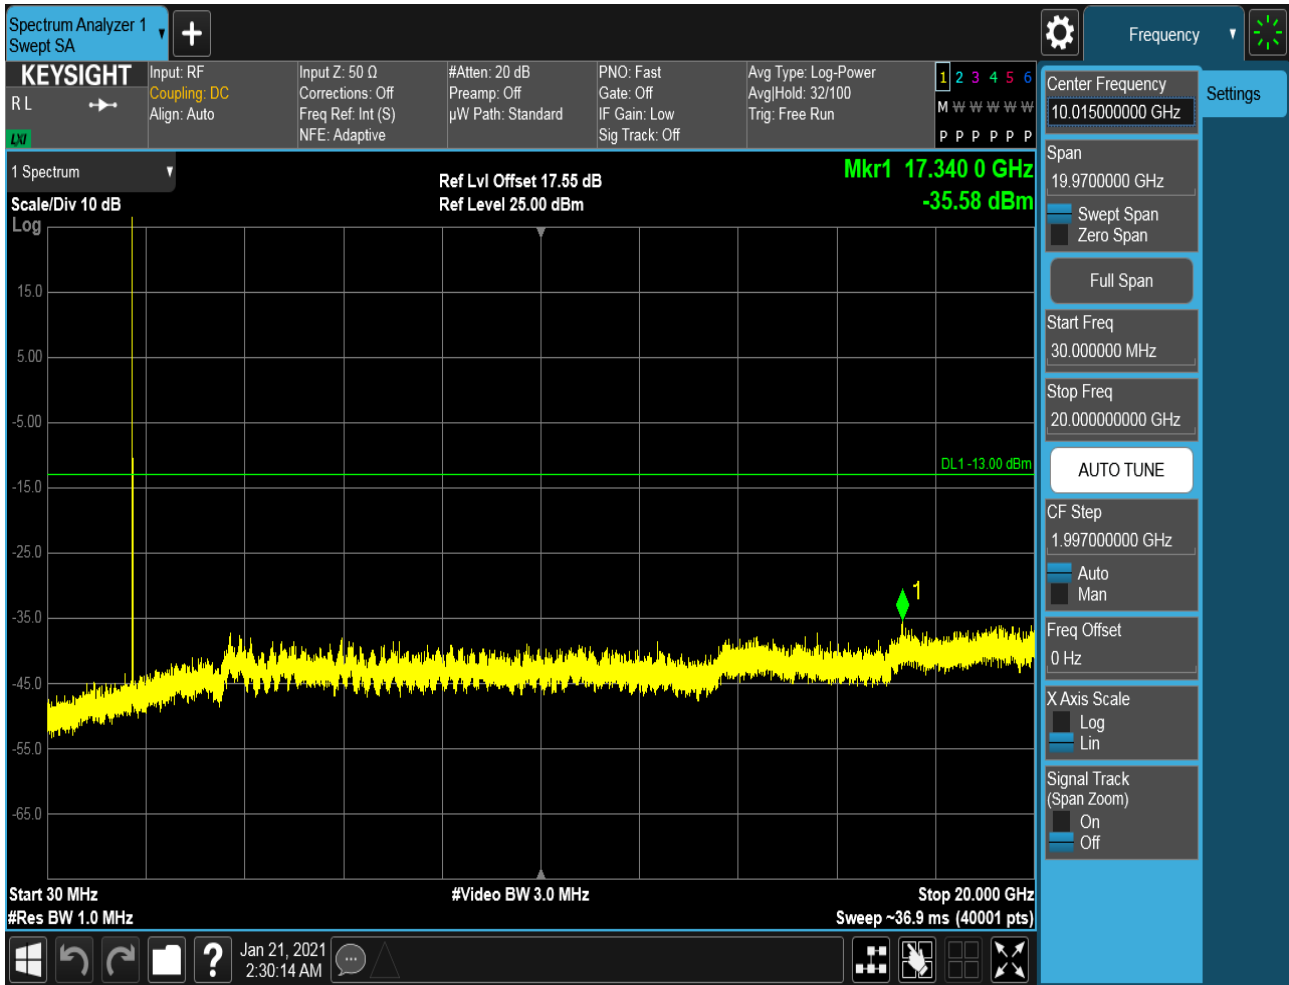 Spectrum Analyzer 1
Swept SA
Frequency
KEYSIGHT
R L
LXI
Input: RF
Coupling: DC
Align: Auto
Input Z: 50 Ω
Corrections: Off
Freq Ref: Int (S)
NFE: Adaptive
#Atten: 20 dB
Preamp: Off
µW Path: Standard
PNO: Fast
Gate: Off
IF Gain: Low
Sig Track: Off
Avg Type: Log-Power
Avg|Hold: 32/100
Trig: Free Run
1 2 3 4 5 6
M W W W W W
P P P P P P
1 Spectrum
Scale/Div 10 dB
Log
Ref Lvl Offset 17.55 dB
Ref Level 25.00 dBm
Mkr1 17.340 0 GHz
-35.58 dBm
15.0
5.00
-5.00
DL1 -13.00 dBm
-15.0
-25.0
1
-35.0
-45.0
-55.0
-65.0
Start 30 MHz
#Res BW 1.0 MHz
#Video BW 3.0 MHz
Stop 20.000 GHz
Sweep ~36.9 ms (40001 pts)
Center Frequency
10.015000000 GHz
Settings
Span
19.9700000 GHz
Swept Span
Zero Span
Full Span
Start Freq
30.000000 MHz
Stop Freq
20.000000000 GHz
AUTO TUNE
CF Step
1.997000000 GHz
Auto
Man
Freq Offset
0 Hz
X Axis Scale
Log
Lin
Signal Track
(Span Zoom)
On
Off
?
Jan 21, 2021
2:30:14 AM